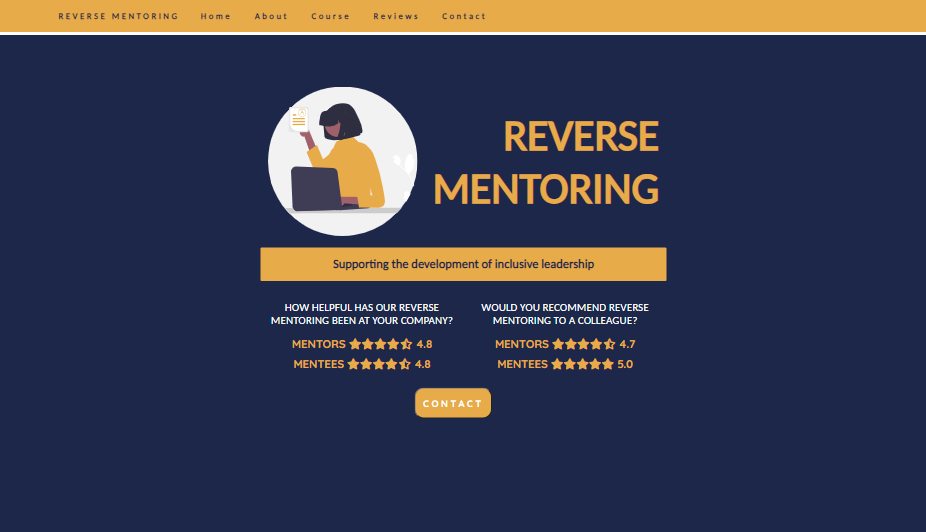 REVERSE MENTORING Home About Course Reviews Contact
REVERSE
MENTORING
Supporting the development of inclusive leadership
HOW HELPFUL HAS OUR REVERSE
MENTORING BEEN AT YOUR COMPANY?
MENTORS 4.8
MENTEES 4.8
WOULD YOU RECOMMEND REVERSE
MENTORING TO A COLLEAGUE?
MENTORS 4.7
MENTEES 5.0
CONTACT